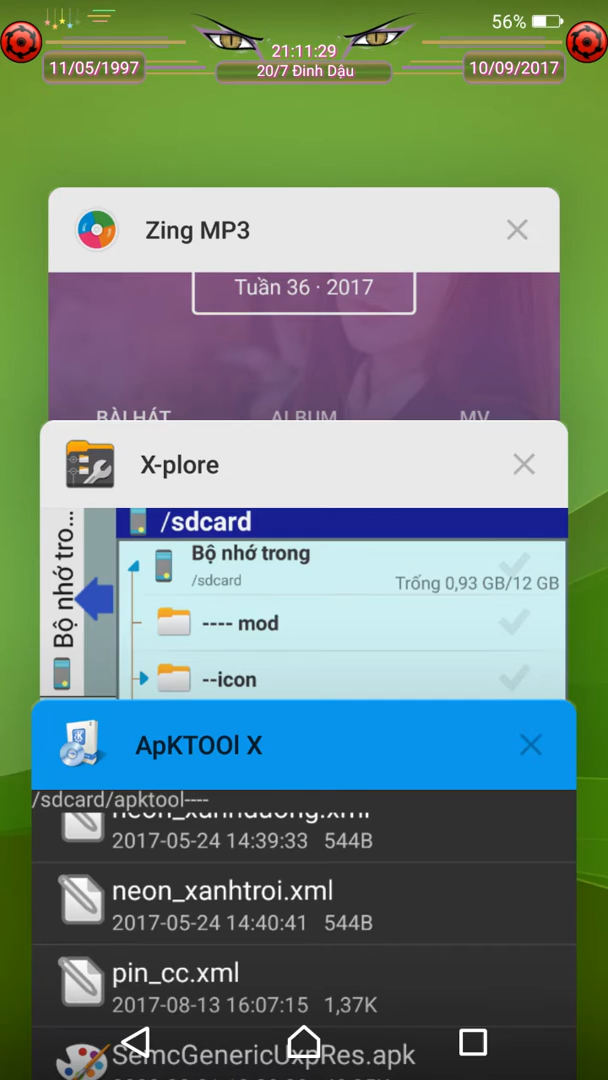 56%
21:11:29
11/05/1997
20/7 Đinh Dậu
10/09/2017
Zing MP3
Tuần 36 · 2017
BÀI HÁT ALBUM MV
X-plore
Bộ nhớ tro...
/sdcard
Bộ nhớ trong
/sdcard
Trống 0,93 GB/12 GB
---- mod
--icon
ApKTOOl X
/sdcard/apktool----
neon_xanhduong.xml
2017-05-24 14:39:33 544B
neon_xanhtroi.xml
2017-05-24 14:40:41 544B
pin_cc.xml
2017-08-13 16:07:15 1,37K
SemcGenericUxpRes.apk